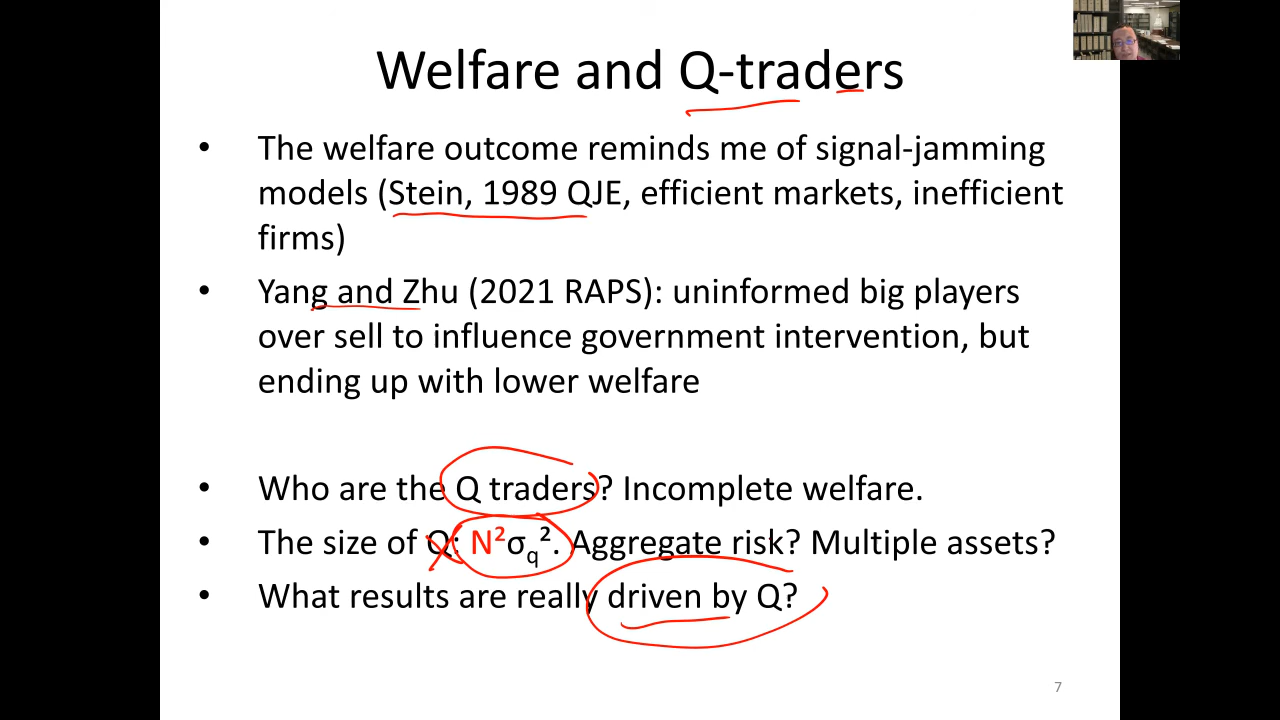 Welfare and Q-traders
• The welfare outcome reminds me of signal-jamming
models (Stein, 1989 QJE, efficient markets, inefficient
firms)
• Yang and Zhu (2021 RAPS): uninformed big players
over sell to influence government intervention, but
ending up with lower welfare
• Who are the Q traders? Incomplete welfare.
• The size of Q: N²σq². Aggregate risk? Multiple assets?
• What results are really driven by Q?
7